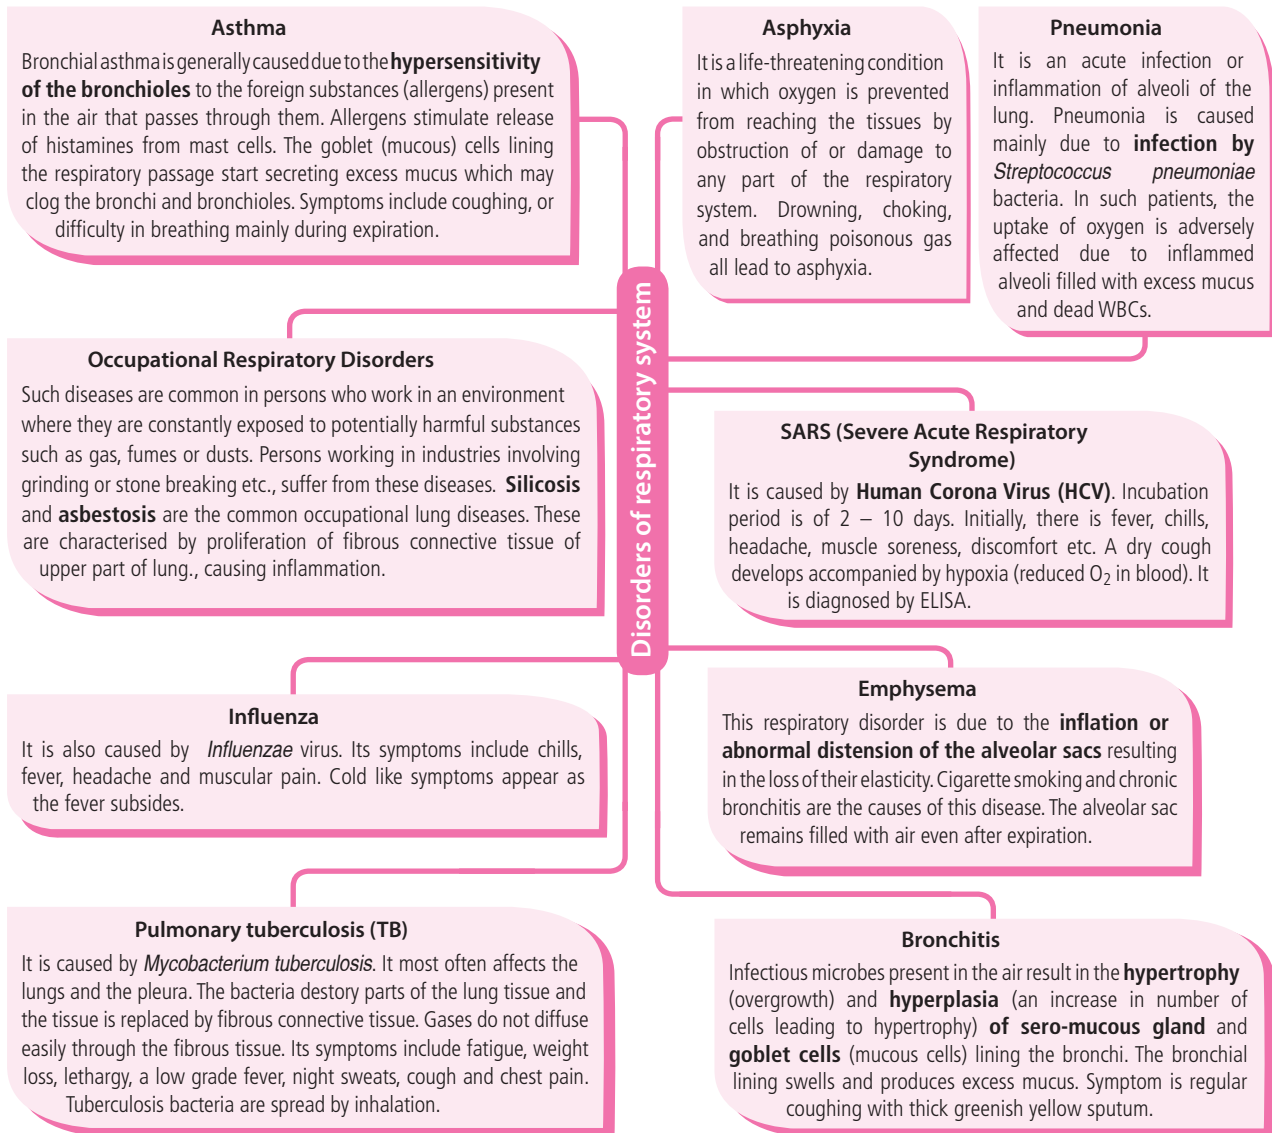 Asthma
Bronchial asthma is generally caused due to the hypersensitivity
of the bronchioles to the foreign substances (allergens) present
in the air that passes through them. Allergens stimulate release
of histamines from mast cells. The goblet (mucous) cells lining
the respiratory passage start secreting excess mucus which may
clog the bronchi and bronchioles. Symptoms include coughing, or
difficulty in breathing mainly during expiration.
Asphyxia
It is a life-threatening condition
in which oxygen is prevented
from reaching the tissues by
obstruction of or damage to
any part of the respiratory
system. Drowning, choking,
and breathing poisonous gas
all lead to asphyxia.
Pneumonia
It is an acute infection or
inflammation of alveoli of the
lung. Pneumonia is caused
mainly due to infection by
Streptococcus pneumoniae
bacteria. In such patients, the
uptake of oxygen is adversely
affected due to inflammed
alveoli filled with excess mucus
and dead WBCs.
Disorders of respiratory system
Occupational Respiratory Disorders
Such diseases are common in persons who work in an environment
where they are constantly exposed to potentially harmful substances
such as gas, fumes or dusts. Persons working in industries involving
grinding or stone breaking etc., suffer from these diseases. Silicosis
and asbestosis are the common occupational lung diseases. These
are characterised by proliferation of fibrous connective tissue of
upper part of lung., causing inflammation.
SARS (Severe Acute Respiratory
Syndrome)
It is caused by Human Corona Virus (HCV). Incubation
period is of 2 – 10 days. Initially, there is fever, chills,
headache, muscle soreness, discomfort etc. A dry cough
develops accompanied by hypoxia (reduced O2 in blood). It
is diagnosed by ELISA.
Influenza
It is also caused by Influenzae virus. Its symptoms include chills,
fever, headache and muscular pain. Cold like symptoms appear as
the fever subsides.
Emphysema
This respiratory disorder is due to the inflation or
abnormal distension of the alveolar sacs resulting
in the loss of their elasticity. Cigarette smoking and chronic
bronchitis are the causes of this disease. The alveolar sac
remains filled with air even after expiration.
Pulmonary tuberculosis (TB)
It is caused by Mycobacterium tuberculosis. It most often affects the
lungs and the pleura. The bacteria destory parts of the lung tissue and
the tissue is replaced by fibrous connective tissue. Gases do not diffuse
easily through the fibrous tissue. Its symptoms include fatigue, weight
loss, lethargy, a low grade fever, night sweats, cough and chest pain.
Tuberculosis bacteria are spread by inhalation.
Bronchitis
Infectious microbes present in the air result in the hypertrophy
(overgrowth) and hyperplasia (an increase in number of
cells leading to hypertrophy) of sero-mucous gland and
goblet cells (mucous cells) lining the bronchi. The bronchial
lining swells and produces excess mucus. Symptom is regular
coughing with thick greenish yellow sputum.